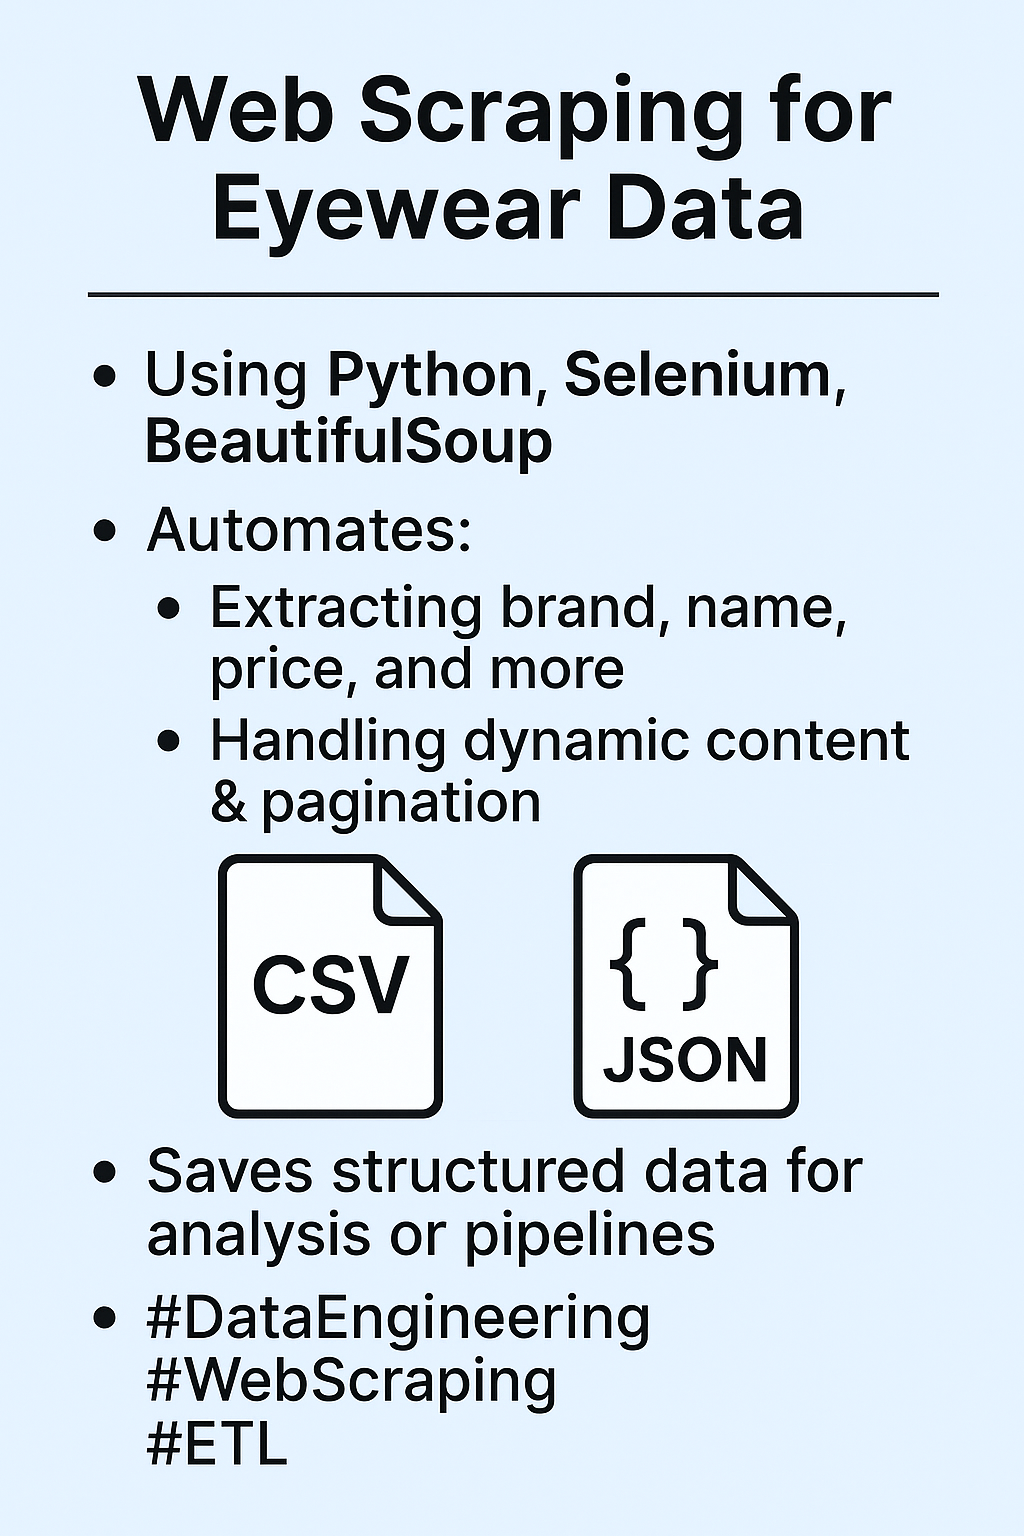 Web Scraping for
Eyewear Data
• Using Python, Selenium,
BeautifulSoup
• Automates:
• Extracting brand, name,
price, and more
• Handling dynamic content
& pagination
CSV
{ }
JSON
• Saves structured data for
analysis or pipelines
• #DataEngineering
#WebScraping
#ETL